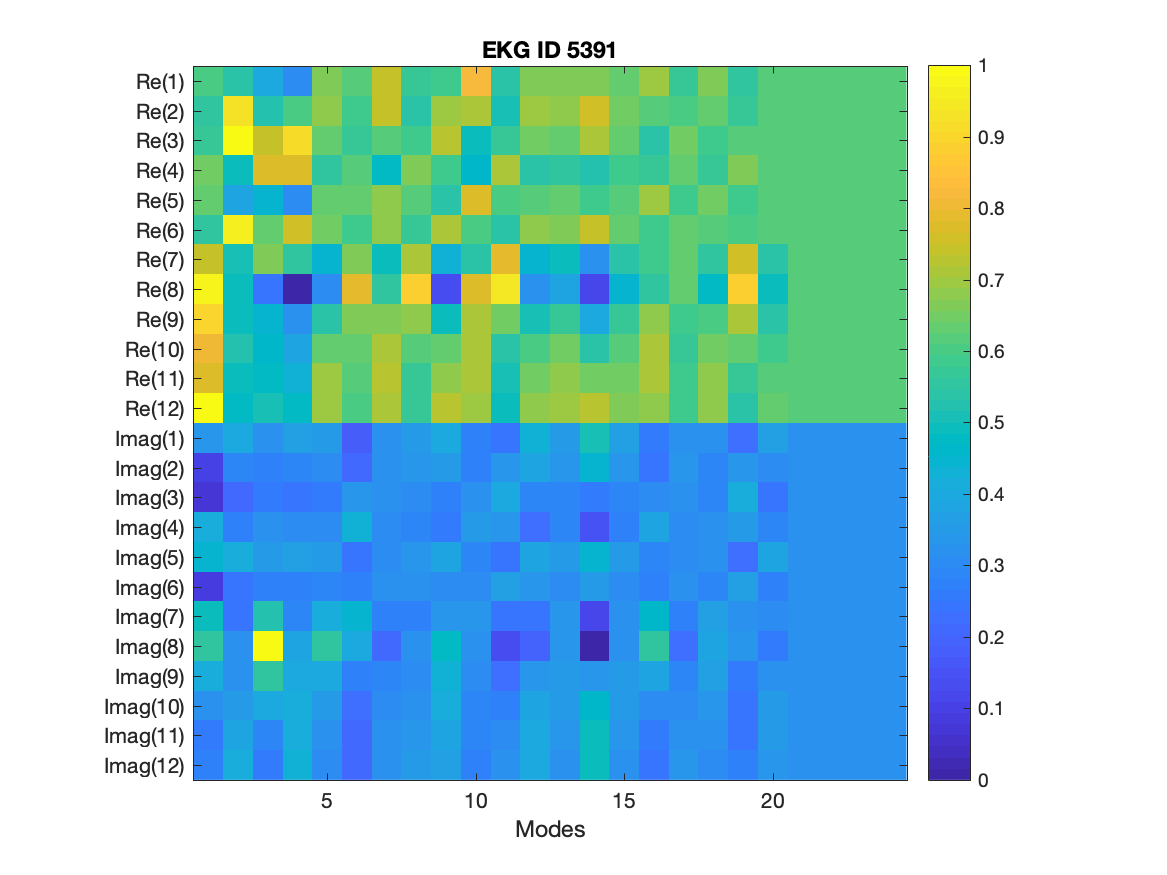 EKG ID 5391
Re(1)
Re(2)
Re(3)
Re(4)
Re(5)
Re(6)
Re(7)
Re(8)
Re(9)
Re(10)
Re(11)
Re(12)
Imag(1)
Imag(2)
Imag(3)
Imag(4)
Imag(5)
Imag(6)
Imag(7)
Imag(8)
Imag(9)
Imag(10)
Imag(11)
Imag(12)
5 10 15 20
Modes
1
0.9
0.8
0.7
0.6
0.5
0.4
0.3
0.2
0.1
0